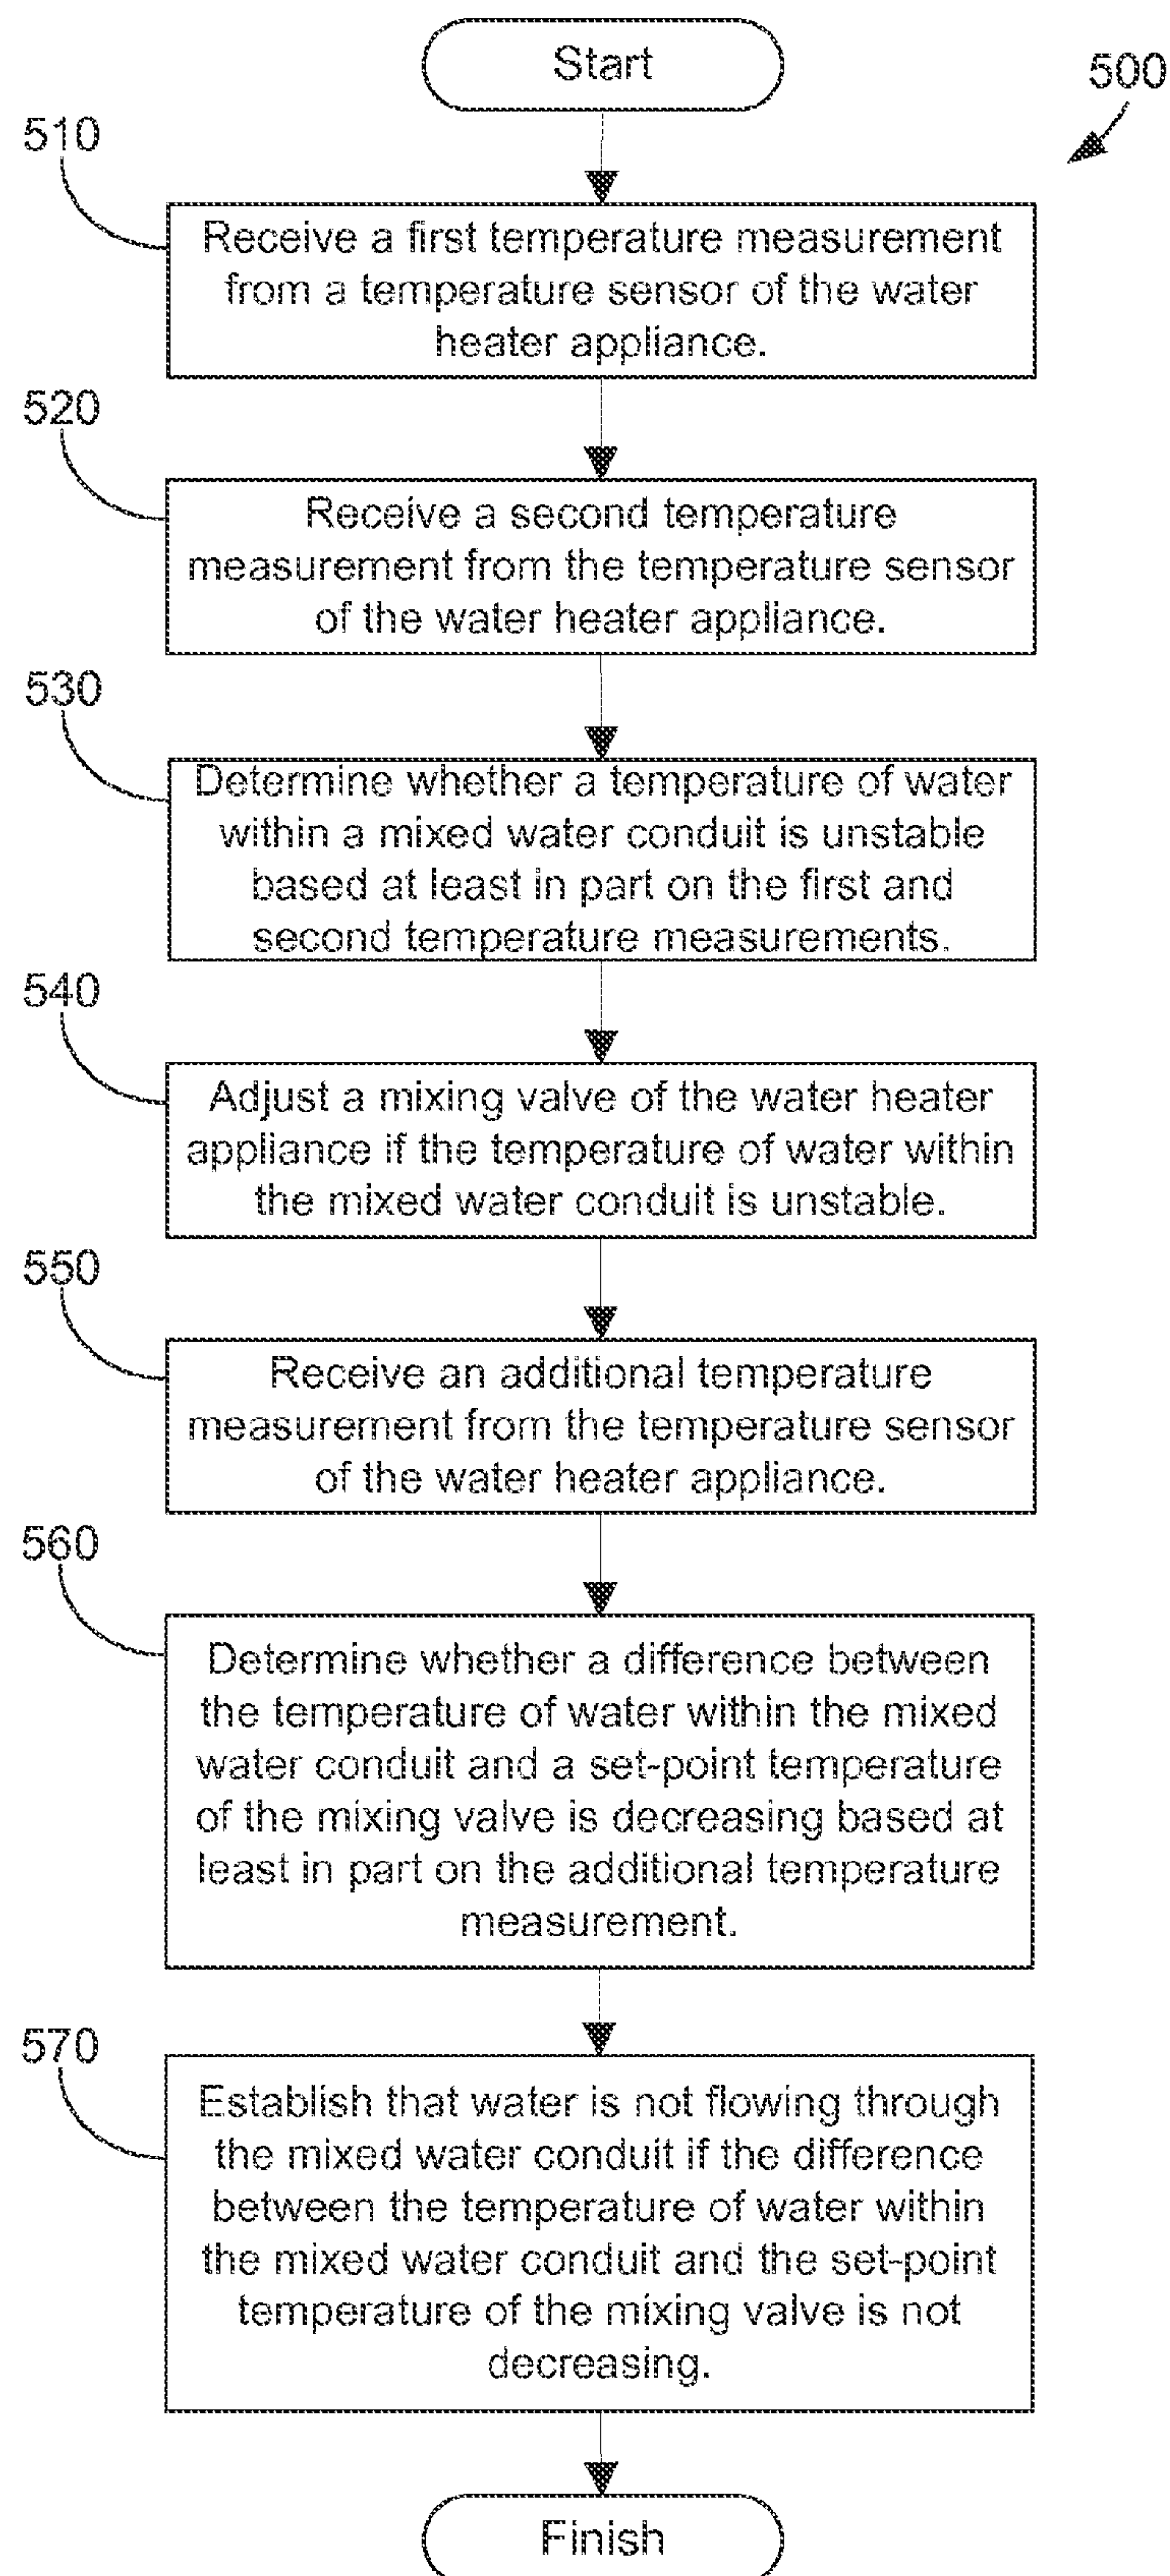 Start
500
510
Receive a first temperature measurement
from a temperature sensor of the water
heater appliance.
520
Receive a second temperature
measurement from the temperature sensor
of the water heater appliance.
530
Determine whether a temperature of water
within a mixed water conduit is unstable
based at least in part on the first and
second temperature measurements.
540
Adjust a mixing valve of the water heater
appliance if the temperature of water within
the mixed water conduit is unstable.
550
Receive an additional temperature
measurement from the temperature sensor
of the water heater appliance.
560
Determine whether a difference between
the temperature of water within the mixed
water conduit and a set-point temperature
of the mixing valve is decreasing based at
least in part on the additional temperature
measurement.
570
Establish that water is not flowing through
the mixed water conduit if the difference
between the temperature of water within
the mixed water conduit and the set-point
temperature of the mixing valve is not
decreasing.
Finish